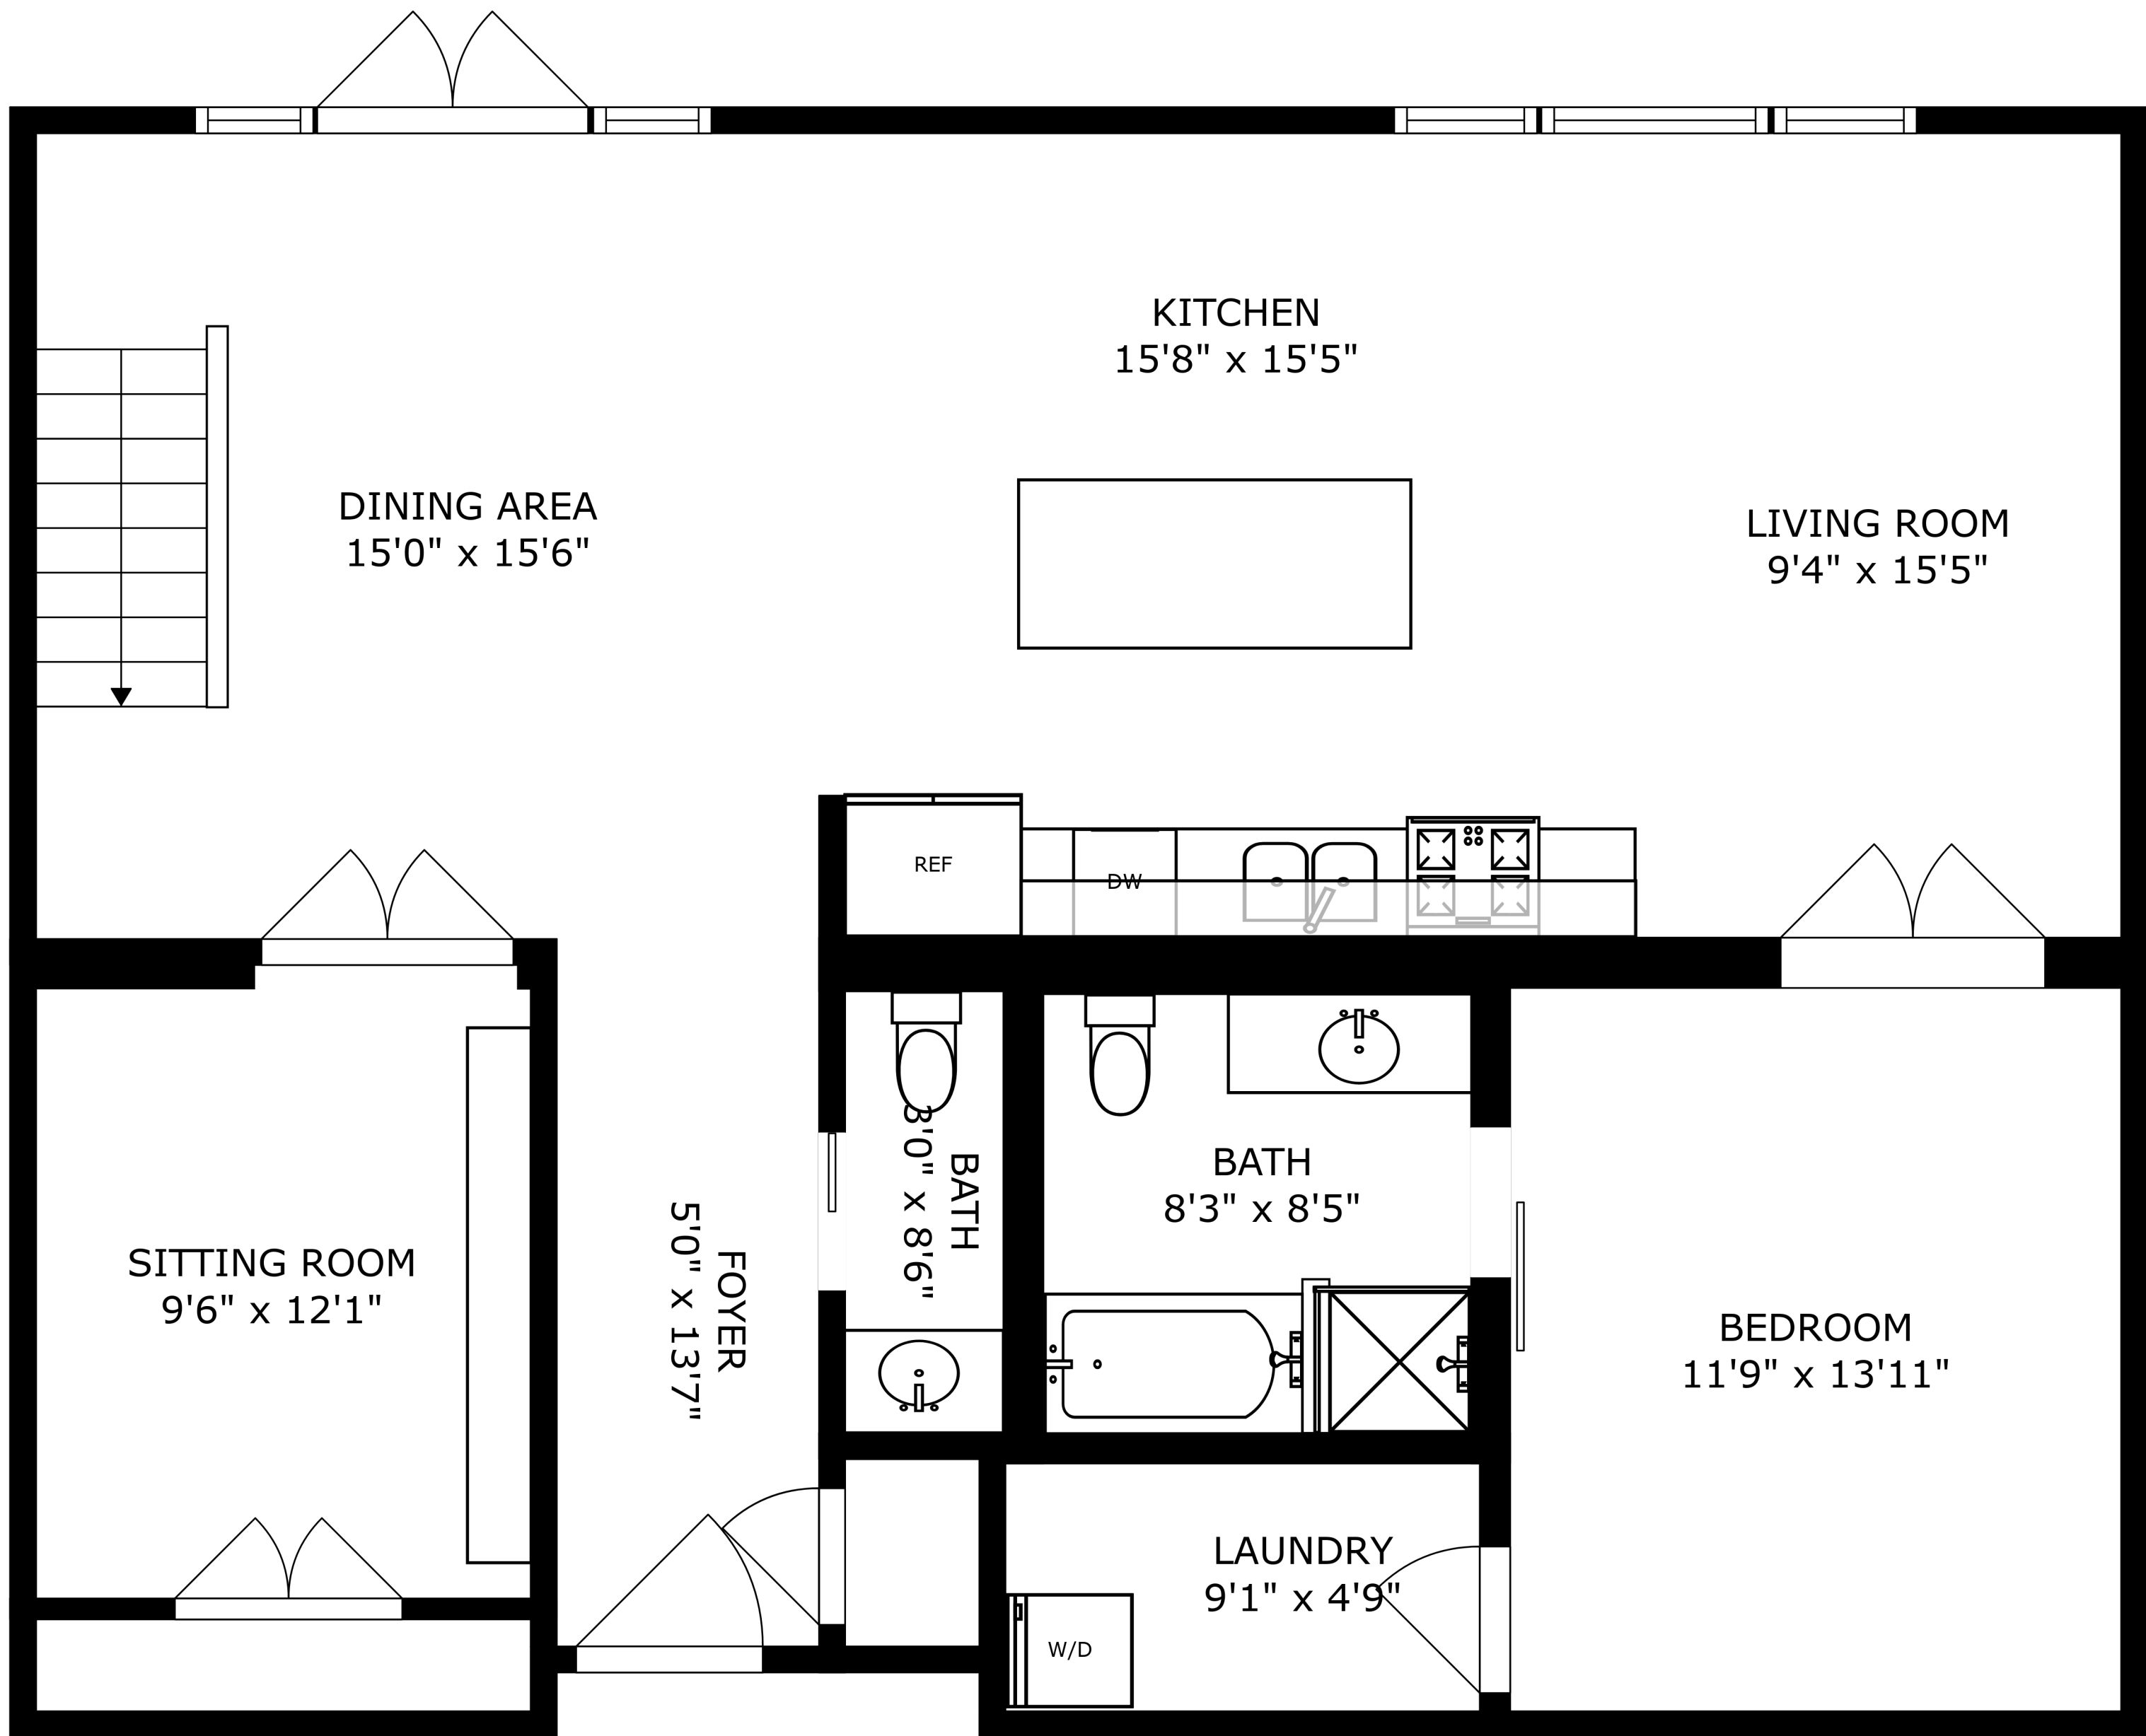 KITCHEN
15'8" x 15'5"
DINING AREA
15'0" x 15'6"
LIVING ROOM
9'4" x 15'5"
REF
DW
BATH
3'0" x 8'6"
BATH
8'3" x 8'5"
FOYER
5'0" x 13'7"
SITTING ROOM
9'6" x 12'1"
BEDROOM
11'9" x 13'11"
LAUNDRY
9'1" x 4'9"
W/D